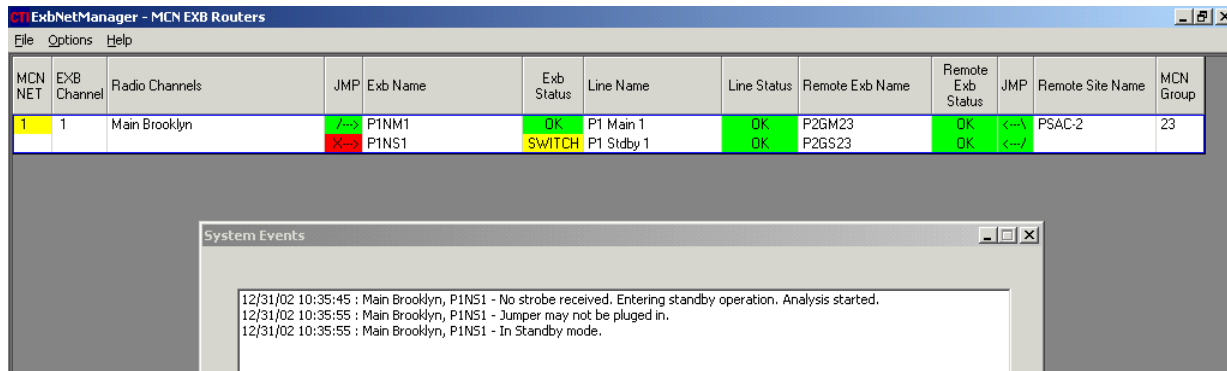 CTI ExbNetManager - MCN EXB Routers
File Options Help
MCN NET EXB Channel Radio Channels JMP Exb Name Exb Status Line Name Line Status Remote Exb Name Remote Exb Status JMP Remote Site Name MCN Group
1 1 Main Brooklyn /---> P1NM1 OK P1 Main 1 OK P2GM23 OK <---\ PSAC-2 23
X---> P1NS1 SWITCH P1 Stdby 1 OK P2GS23 OK <---/
System Events
12/31/02 10:35:45 : Main Brooklyn, P1NS1 - No strobe received. Entering standby operation. Analysis started.
12/31/02 10:35:55 : Main Brooklyn, P1NS1 - Jumper may not be pluged in.
12/31/02 10:35:55 : Main Brooklyn, P1NS1 - In Standby mode.